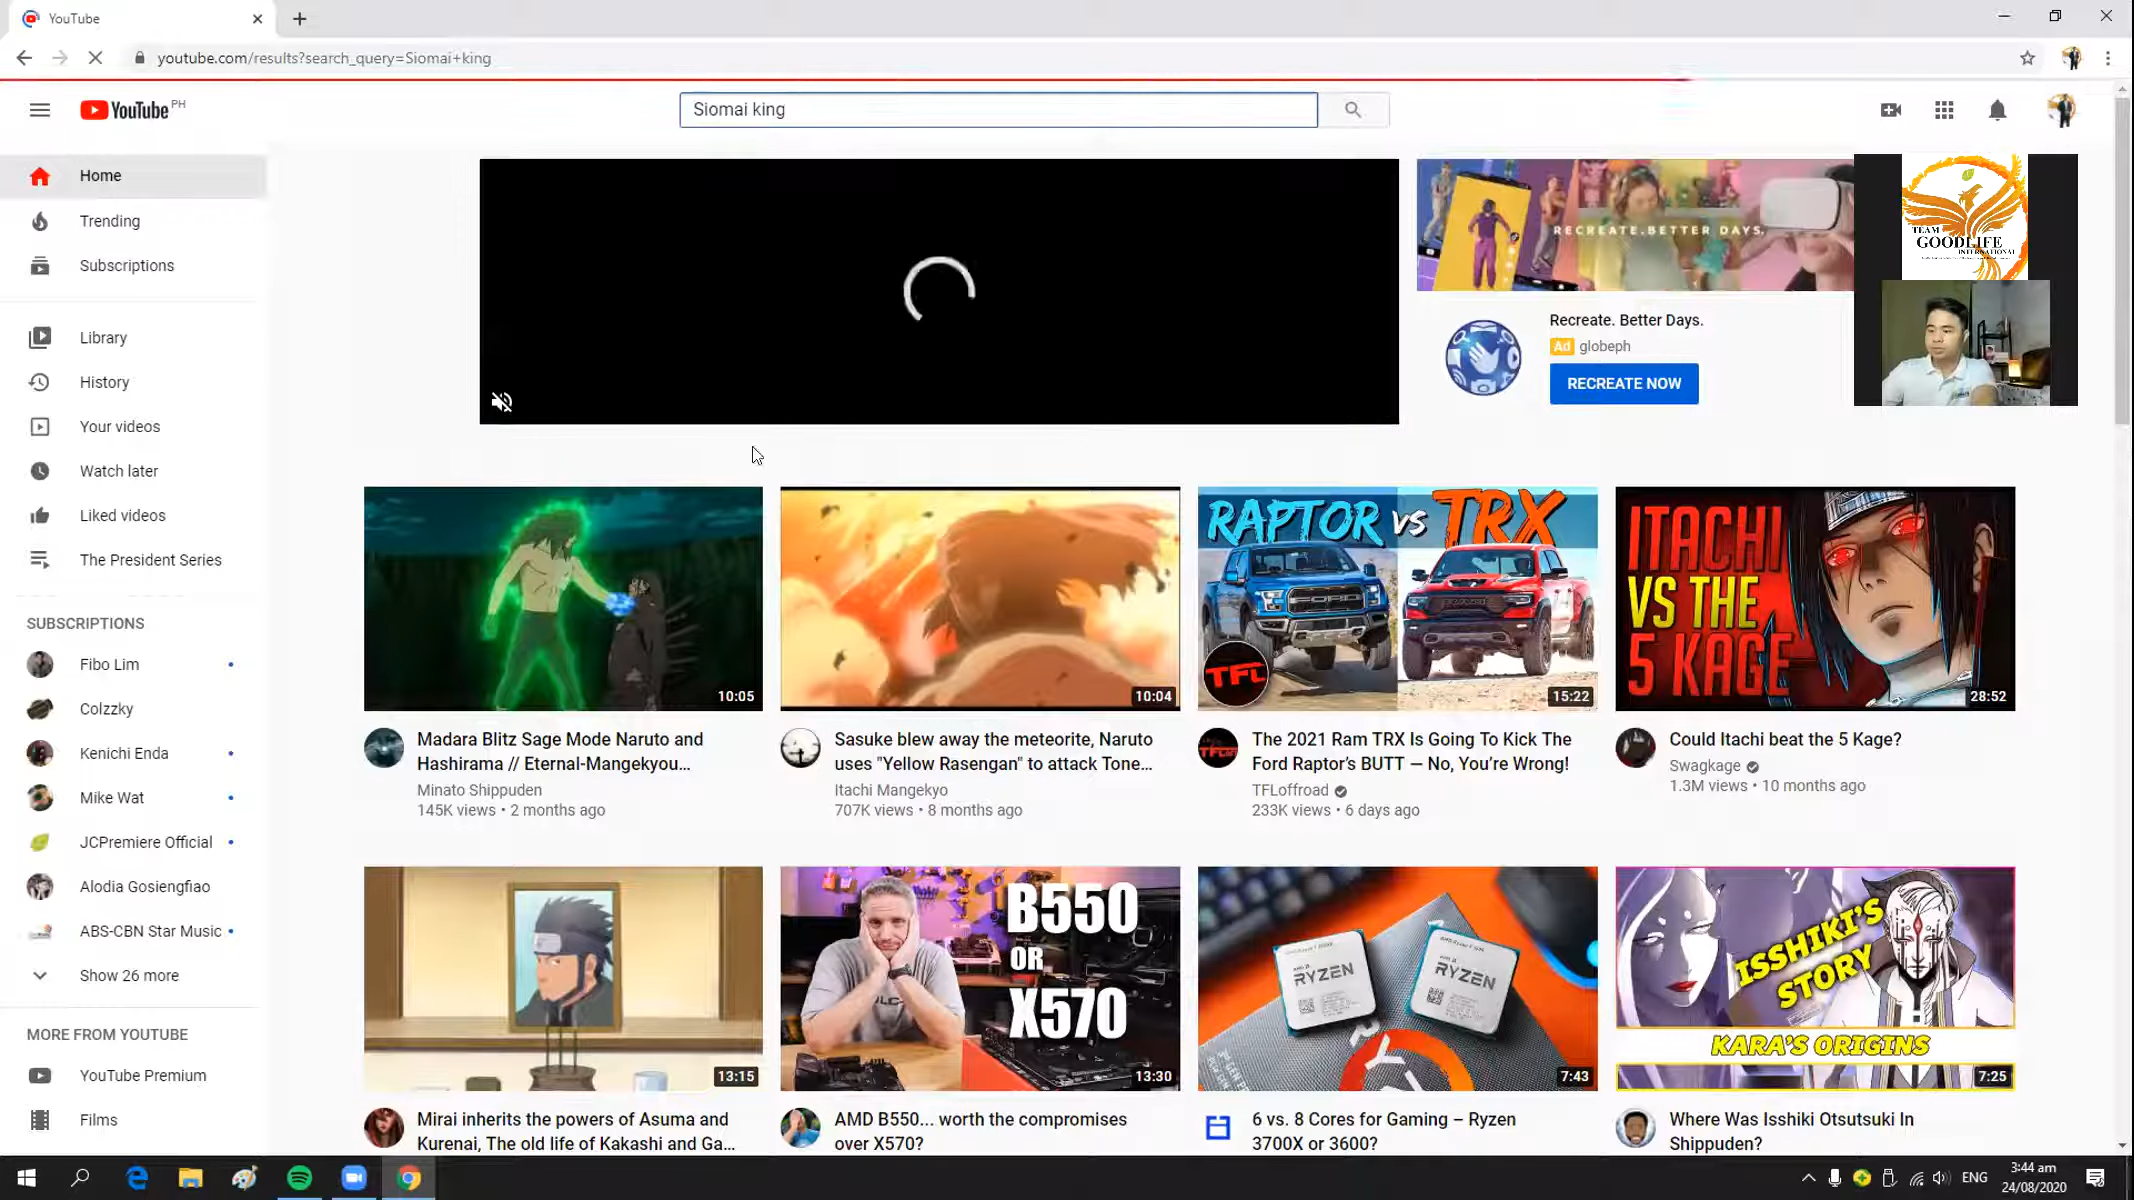 YouTube
youtube.com/results?search_query=Siomai+king
YouTube PH
Siomai king
Home
Trending
Subscriptions
Library
History
Your videos
Watch later
Liked videos
The President Series
SUBSCRIPTIONS
Fibo Lim
Colzzky
Kenichi Enda
Mike Wat
JCPremiere Official
Alodia Gosiengfiao
ABS-CBN Star Music
Show 26 more
MORE FROM YOUTUBE
YouTube Premium
Films
RECREATE. BETTER DAYS.
Recreate. Better Days.
Ad globeph
RECREATE NOW
TEAM
GOODLIFE
INTERNATIONAL
10:05
Madara Blitz Sage Mode Naruto and
Hashirama // Eternal-Mangekyou...
Minato Shippuden
145K views • 2 months ago
10:04
Sasuke blew away the meteorite, Naruto
uses "Yellow Rasengan" to attack Tone...
Itachi Mangekyo
707K views • 8 months ago
RAPTOR VS TRX
TFL
15:22
The 2021 Ram TRX Is Going To Kick The
Ford Raptor's BUTT — No, You're Wrong!
TFLoffroad
233K views • 6 days ago
ITACHI
VS THE
5 KAGE
28:52
Could Itachi beat the 5 Kage?
Swagkage
1.3M views • 10 months ago
13:15
Mirai inherits the powers of Asuma and
Kurenai, The old life of Kakashi and Ga...
B550
OR
X570
13:30
AMD B550... worth the compromises
over X570?
RYZEN
RYZEN
7:43
6 vs. 8 Cores for Gaming – Ryzen
3700X or 3600?
ISSHIKI'S
STORY
KARA'S ORIGINS
7:25
Where Was Isshiki Otsutsuki In
Shippuden?
ENG
3:44 am
24/08/2020